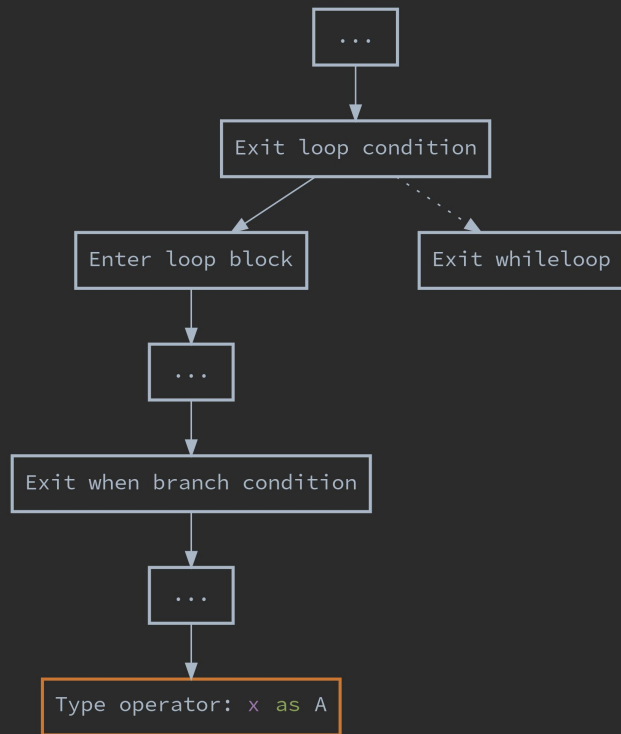 ...
Exit loop condition
Enter loop block
Exit whileloop
...
Exit when branch condition
...
Type operator: x as A